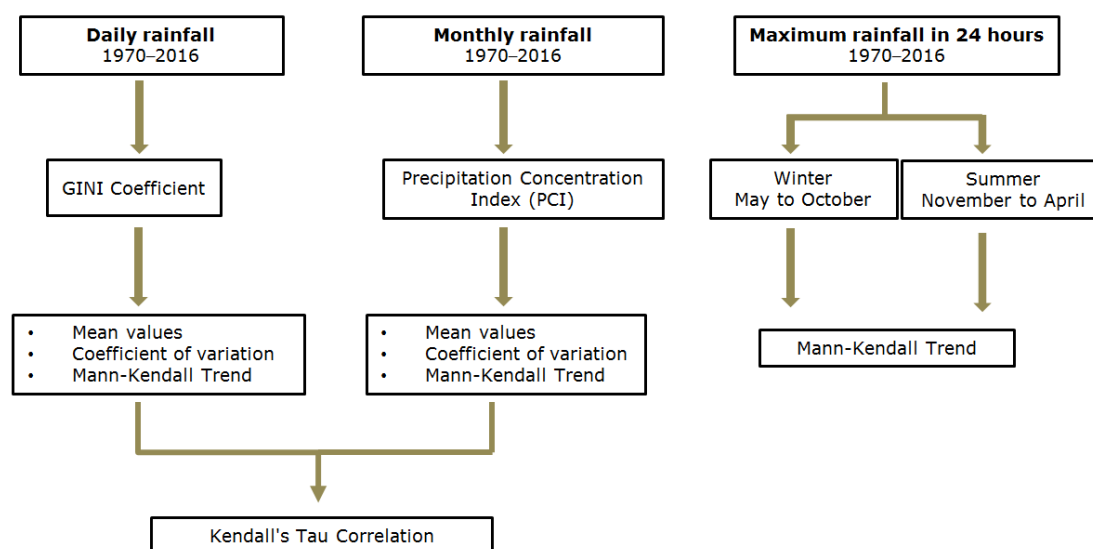 Daily rainfall
1970–2016
Monthly rainfall
1970–2016
Maximum rainfall in 24 hours
1970–2016
GINI Coefficient
Precipitation Concentration
Index (PCI)
Winter
May to October
Summer
November to April
• Mean values
• Coefficient of variation
• Mann-Kendall Trend
• Mean values
• Coefficient of variation
• Mann-Kendall Trend
Mann-Kendall Trend
Kendall's Tau Correlation